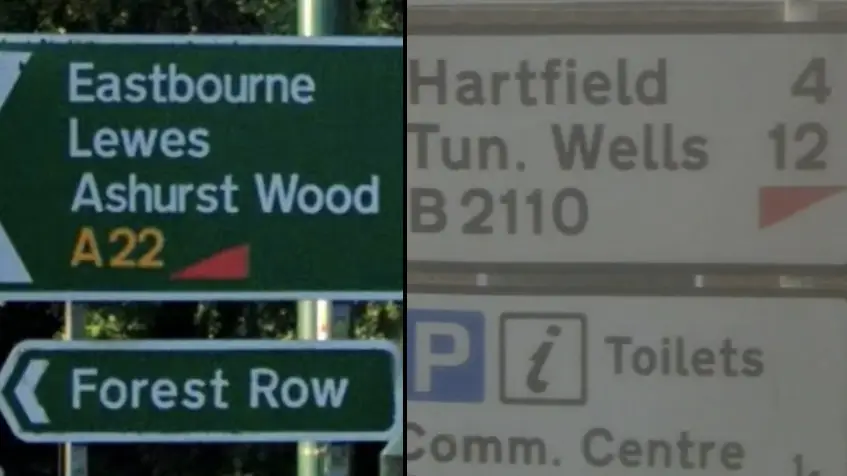 Eastbourne
Lewes
Ashurst Wood
A22
Forest Row
Hartfield 4
Tun. Wells 12
B 2110
P i Toilets
Comm. Centre